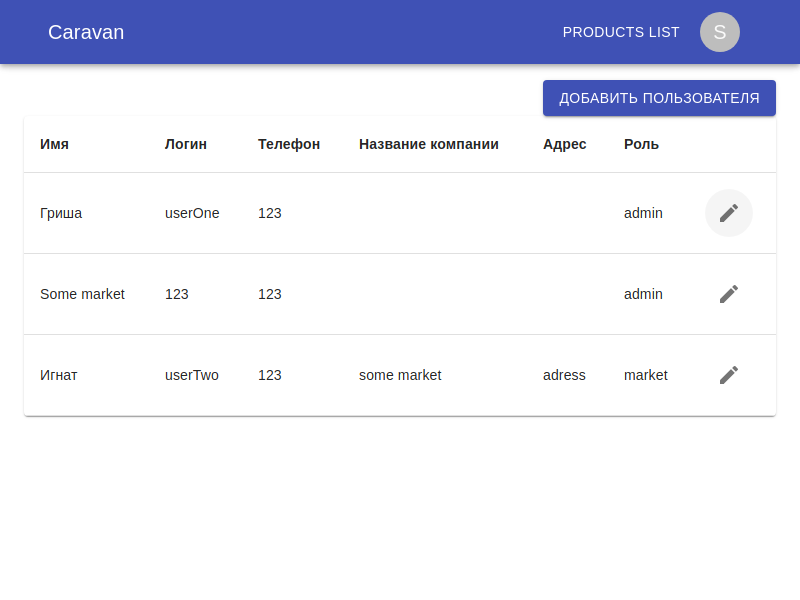 Caravan PRODUCTS LIST S
ДОБАВИТЬ ПОЛЬЗОВАТЕЛЯ
Имя Логин Телефон Название компании Адрес Роль
Гриша userOne 123 admin
Some market 123 123 admin
Игнат userTwo 123 some market adress market